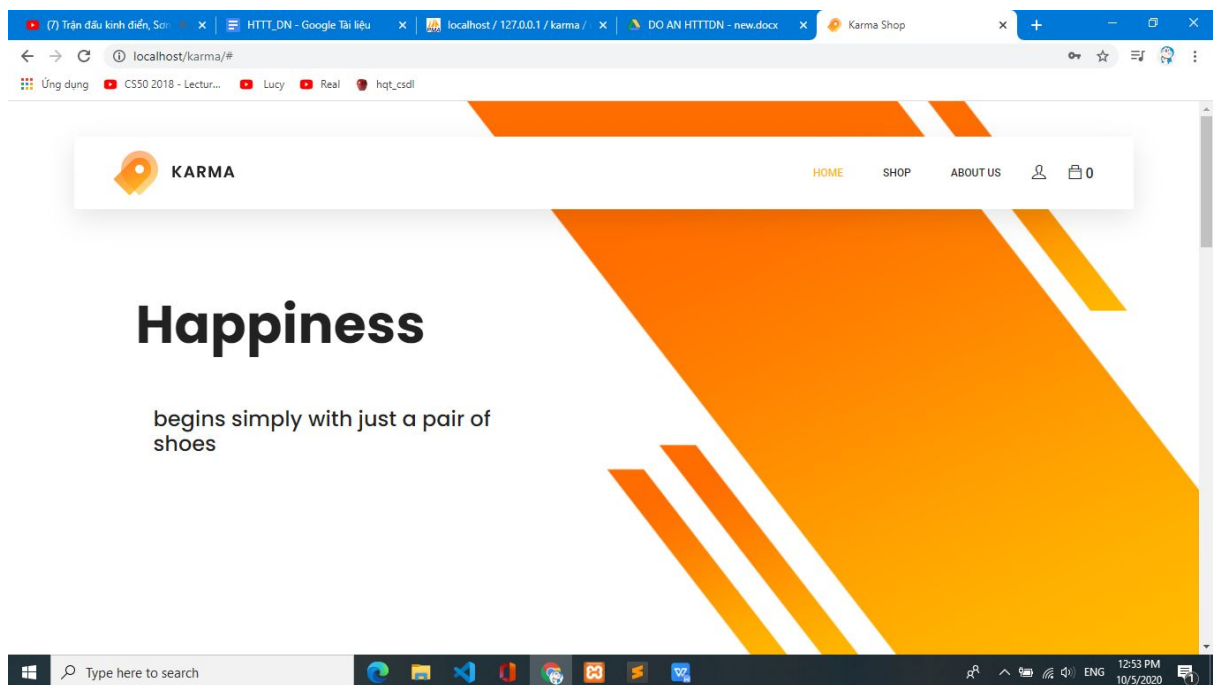 (7) Trận đấu kinh điển, Sơn
HTTT_DN - Google Tài liệu
localhost / 127.0.0.1 / karma /
DO AN HTTTDN - new.docx
Karma Shop
localhost/karma/#
Ứng dụng
CS50 2018 - Lectur...
Lucy
Real
hqt_csdl
KARMA
HOME SHOP ABOUT US 0
Happiness
begins simply with just a pair of
shoes
Type here to search
ENG
12:53 PM
10/5/2020
1